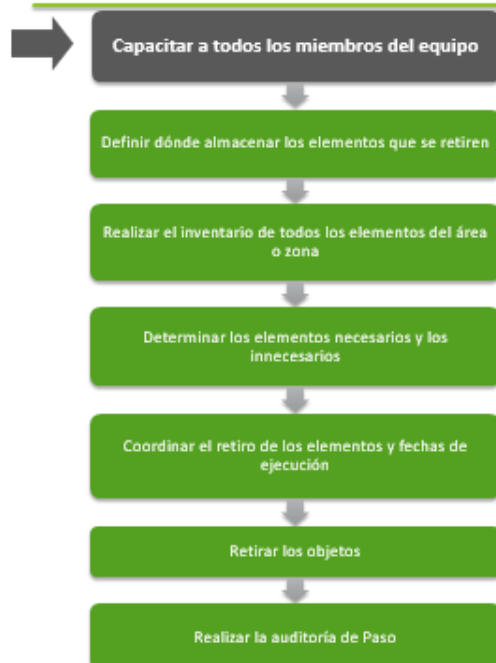 Capacitar a todos los miembros del equipo
Definir dónde almacenar los elementos que se retiren
Realizar el inventario de todos los elementos del área
o zona
Determinar los elementos necesarios y los
innecesarios
Coordinar el retiro de los elementos y fechas de
ejecución
Retirar los objetos
Realizar la auditoría de Paso